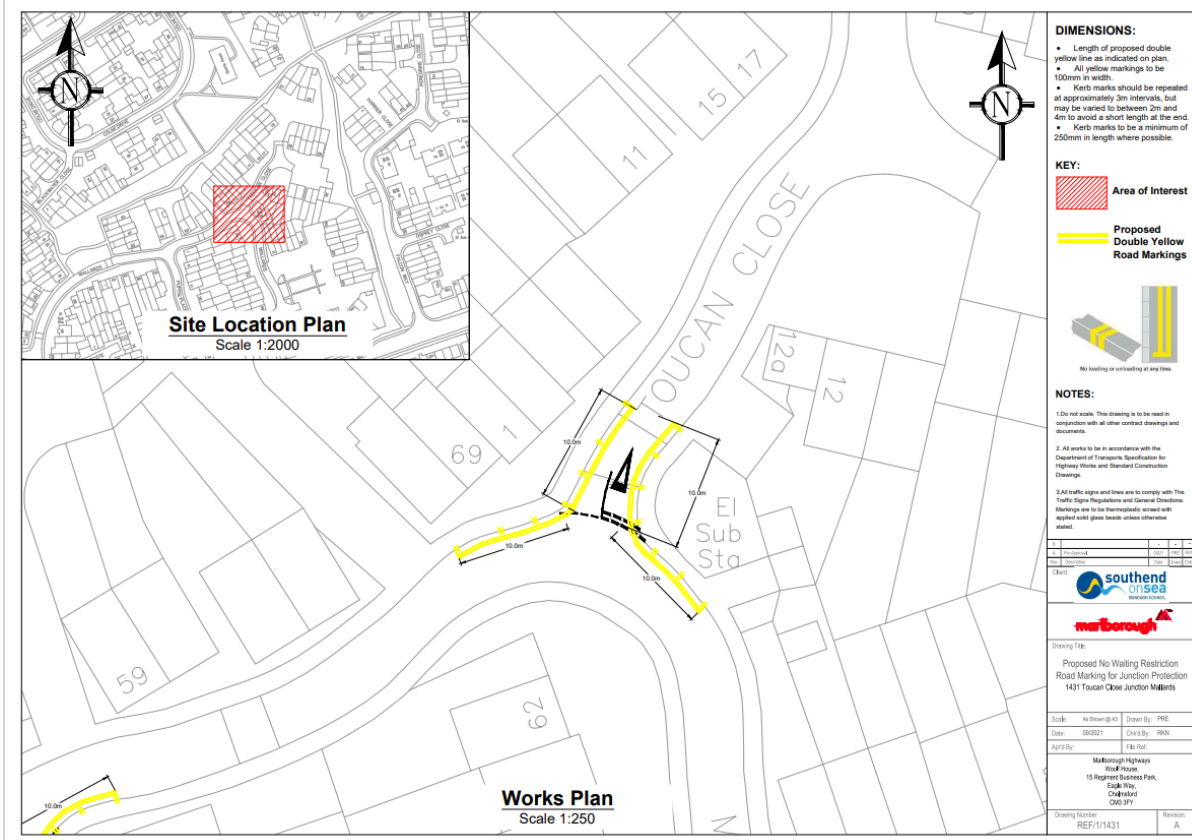 N
Site Location Plan
Scale 1:2000
TOUCAN CLOSE
11
15
17
12a
12
69
1
59
62
El
Sub
Sta
10.0m
10.0m
10.0m
10.0m
10.0m
Works Plan
Scale 1:250
N
DIMENSIONS:
• Length of proposed double
yellow line as indicated on plan.
• All yellow markings to be
100mm in width.
• Kerb marks should be repeated
at approximately 3m intervals, but
may be varied to between 2m and
4m to avoid a short length at the end.
• Kerb marks to be a minimum of
250mm in length where possible.
KEY:
Area of Interest
Proposed
Double Yellow
Road Markings
No loading or unloading at any time.
NOTES:
1.Do not scale. This drawing is to be read in
conjunction with all other contract drawings and
documents.
2. All works to be in accordance with the
Department of Transports Specification for
Highway Works and Standard Construction
Drawings.
3.All traffic signs and lines are to comply with The
Traffic Signs Regulations and General Directions.
Markings are to be thermoplastic screed with
applied solid glass beads unless otherwise
stated.
A For Approval
Rev Description Date
Client
southend
onsea
BOROUGH COUNCIL
marlborough
Drawing Title
Proposed No Waiting Restriction
Road Marking for Junction Protection
1431 Toucan Close Junction Mallards
Scale: As Shown @ A3 Drawn By: PRE
Date: 09/2021 Chk'd By: RKN
App'd By: File Ref:
Marlborough Highways
Woolf House,
15 Regiment Business Park,
Eagle Way,
Chelmsford
CM3 3FY
Drawing Number Revision:
REF/1/1431 A